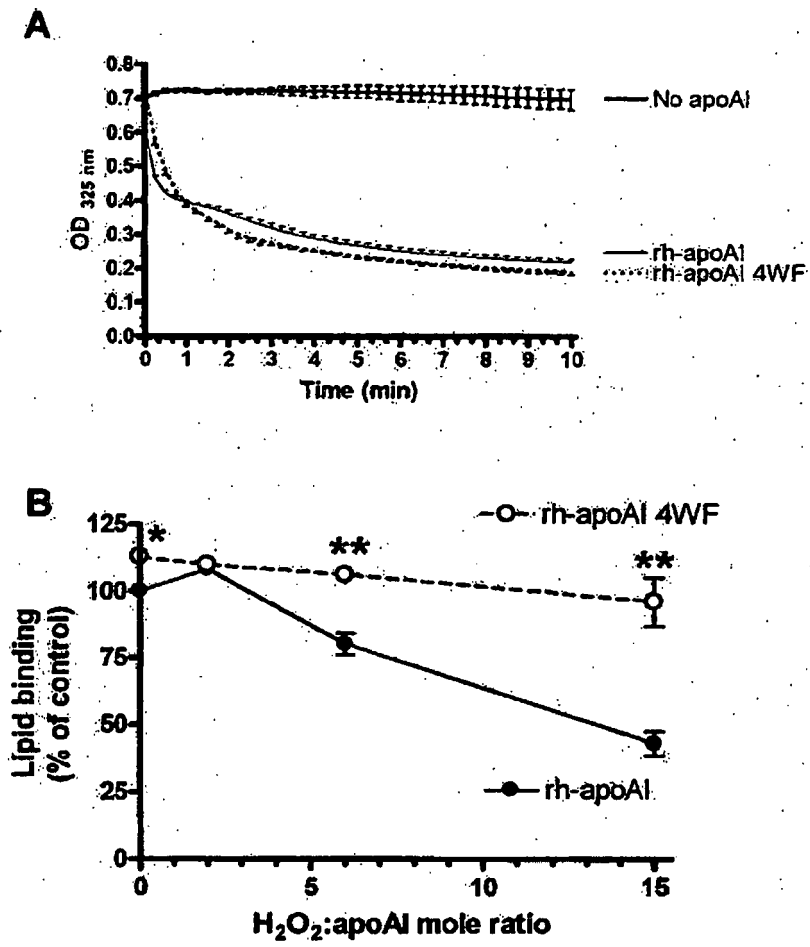 A
0.8
0.7
0.6
0.5
0.4
0.3
0.2
0.1
0.0
OD 325 nm
0 1 2 3 4 5 6 7 8 9 10
Time (min)
No apoAI
rh-apoAI
rh-apoAI 4WF
B
125
100
75
50
25
0
Lipid binding
(% of control)
*
**
**
rh-apoAI 4WF
rh-apoAI
0 5 10 15
H₂O₂:apoAI mole ratio